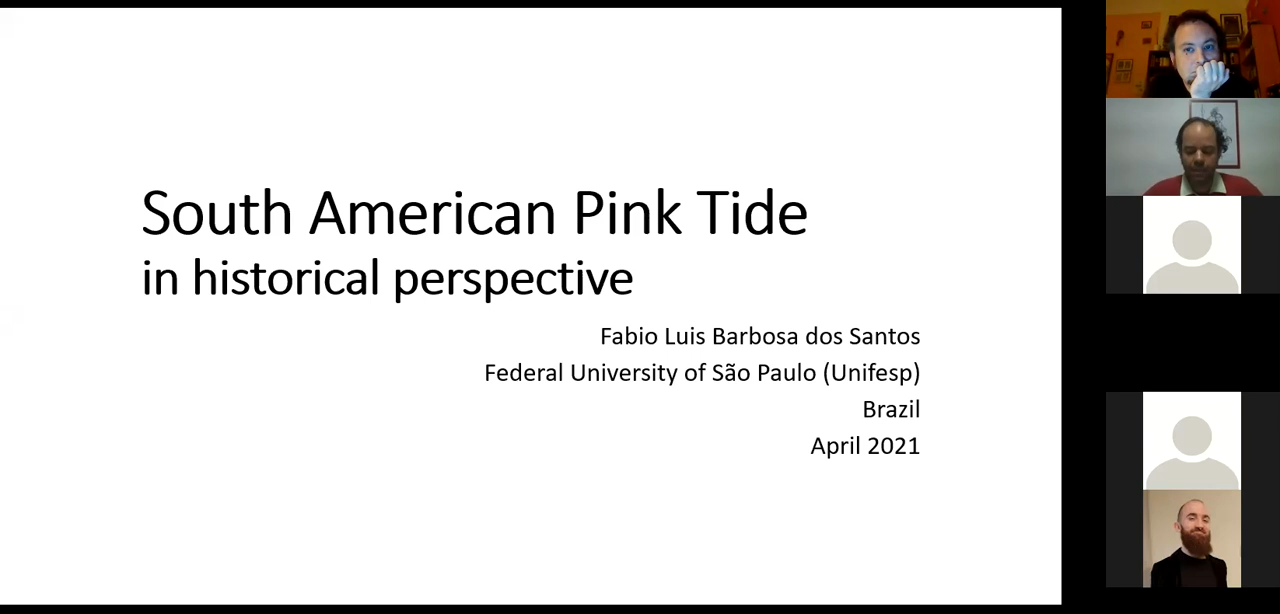 South American Pink Tide
in historical perspective
Fabio Luis Barbosa dos Santos
Federal University of São Paulo (Unifesp)
Brazil
April 2021